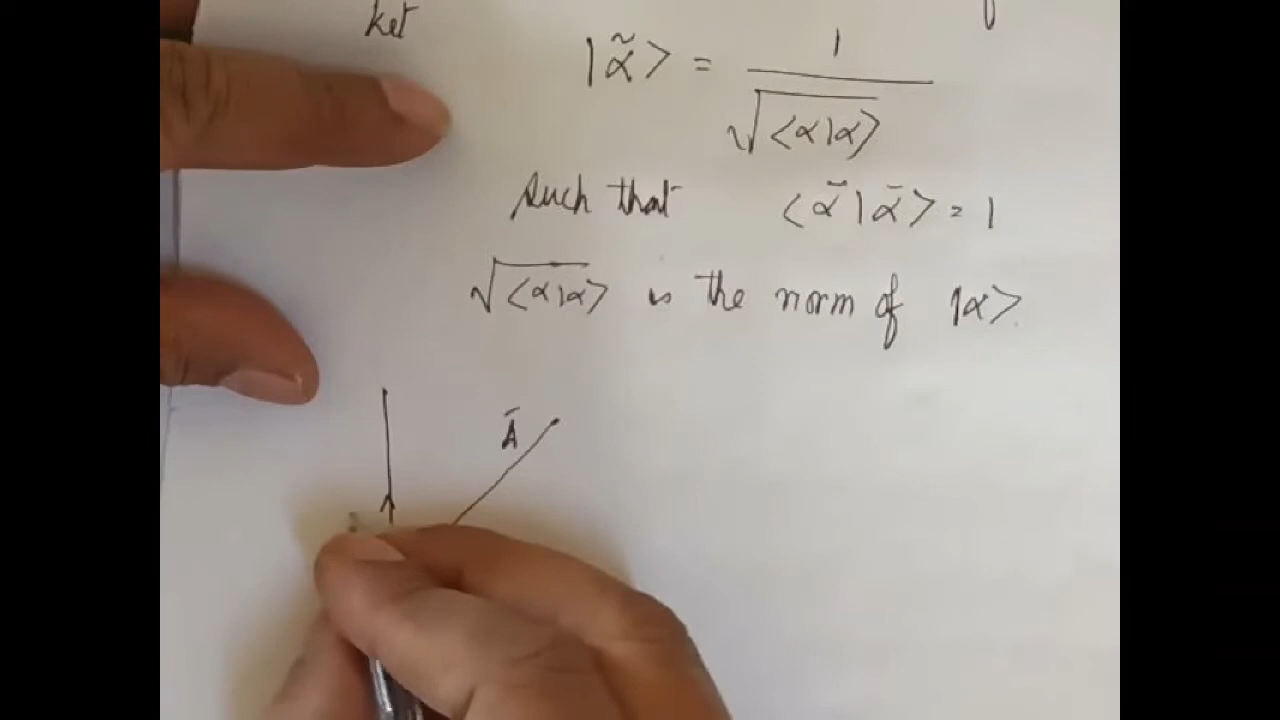 ket
|α̃> = 1 / √<α|α>
such that <α̃|α̃> = 1
√<α|α> is the norm of |α>
Ā